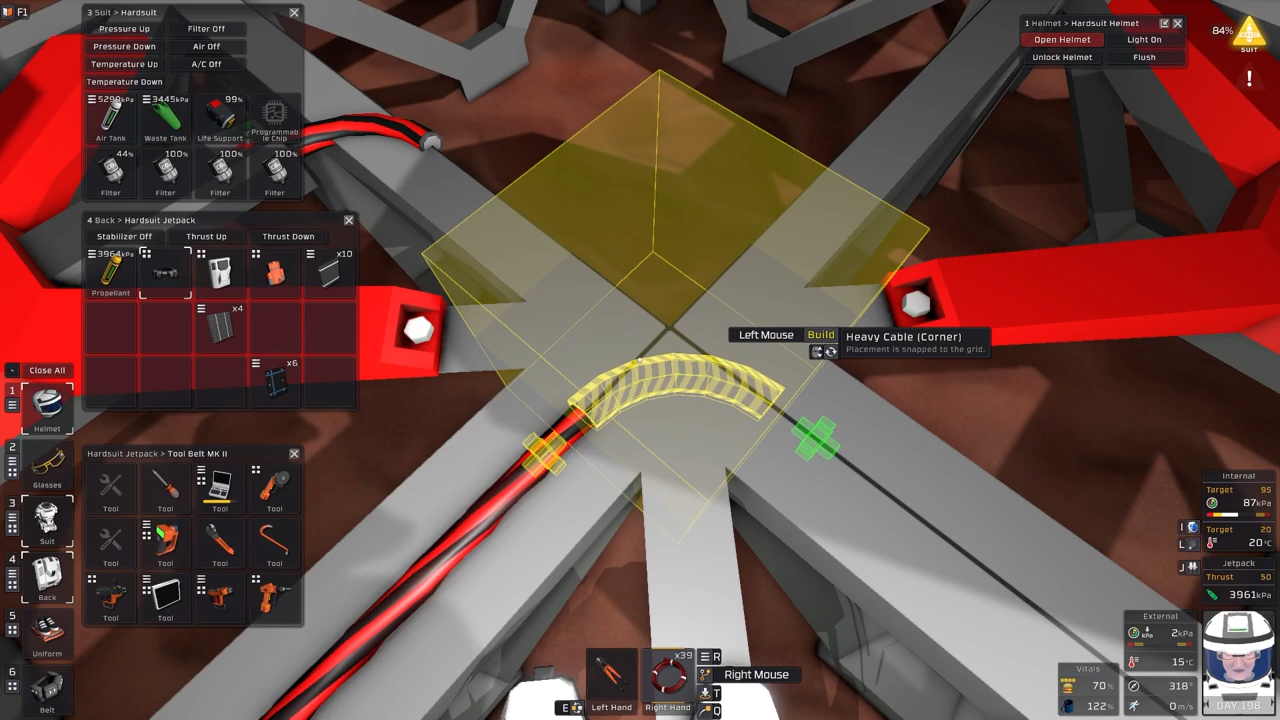 F1
3 Suit > Hardsuit
Pressure Up
Filter Off
Pressure Down
Air Off
Temperature Up
A/C Off
Temperature Down
5290kPa
3445kPa
99%
Air Tank
Waste Tank
Life Support
Programmab
le Chip
44%
100%
100%
100%
Filter
Filter
Filter
Filter
4 Back > Hardsuit Jetpack
Stabilizer Off
Thrust Up
Thrust Down
3964kPa
x10
Propellant
x4
x6
Close All
1
Helmet
2
Glasses
3
Suit
4
Back
5
Uniform
6
Belt
Hardsuit Jetpack > Tool Belt MK II
Tool
Tool
Tool
Tool
Tool
Tool
Tool
Tool
Tool
Tool
Tool
Tool
1 Helmet > Hardsuit Helmet
Open Helmet
Light On
Unlock Helmet
Flush
84%
SUIT
!
Left Mouse
Build
Heavy Cable (Corner)
Placement is snapped to the grid.
x39
R
Right Mouse
T
Q
E
Left Hand
Right Hand
Internal
Target 95
87kPa
Target 20
20°C
I
L
J
Jetpack
Thrust 50
3961kPa
External
kPa
2kPa
15°C
318°
0m/s
Vitals
70%
122%
DAY 198